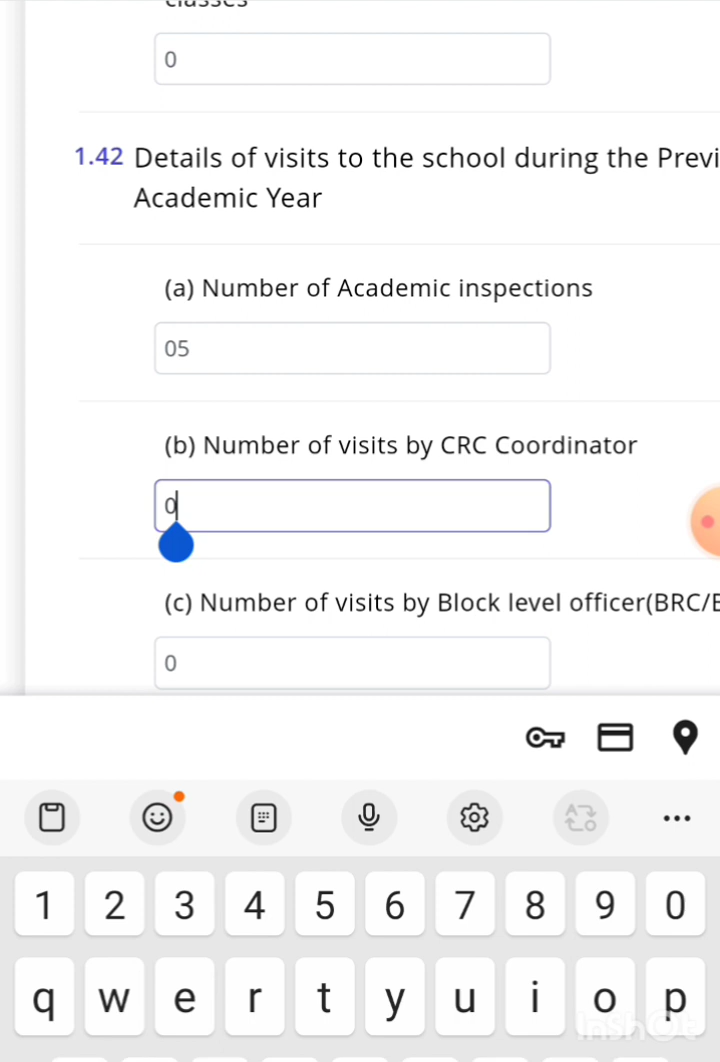 classes
0
1.42 Details of visits to the school during the Previ
Academic Year
(a) Number of Academic inspections
05
(b) Number of visits by CRC Coordinator
0
(c) Number of visits by Block level officer(BRC/
0
1 2 3 4 5 6 7 8 9 0
q w e r t y u i o p
InShOt